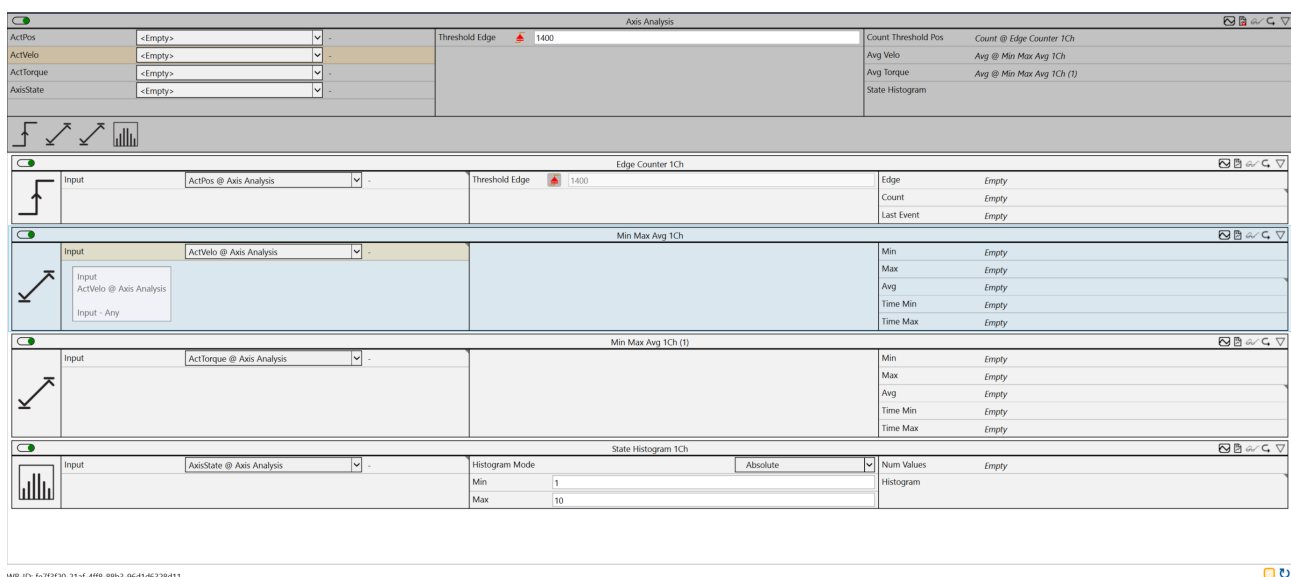 Axis Analysis
ActPos <Empty> - Threshold Edge 1400 Count Threshold Pos Count @ Edge Counter 1Ch
ActVelo <Empty> - Avg Velo Avg @ Min Max Avg 1Ch
ActTorque <Empty> - Avg Torque Avg @ Min Max Avg 1Ch (1)
AxisState <Empty> - State Histogram
Edge Counter 1Ch
Input ActPos @ Axis Analysis - Threshold Edge 1400 Edge Empty
Count Empty
Last Event Empty
Min Max Avg 1Ch
Input ActVelo @ Axis Analysis - Min Empty
Input Max Empty
ActVelo @ Axis Analysis Avg Empty
Time Min Empty
Input - Any Time Max Empty
Min Max Avg 1Ch (1)
Input ActTorque @ Axis Analysis - Min Empty
Max Empty
Avg Empty
Time Min Empty
Time Max Empty
State Histogram 1Ch
Input AxisState @ Axis Analysis - Histogram Mode Absolute Num Values Empty
Min 1 Histogram
Max 10